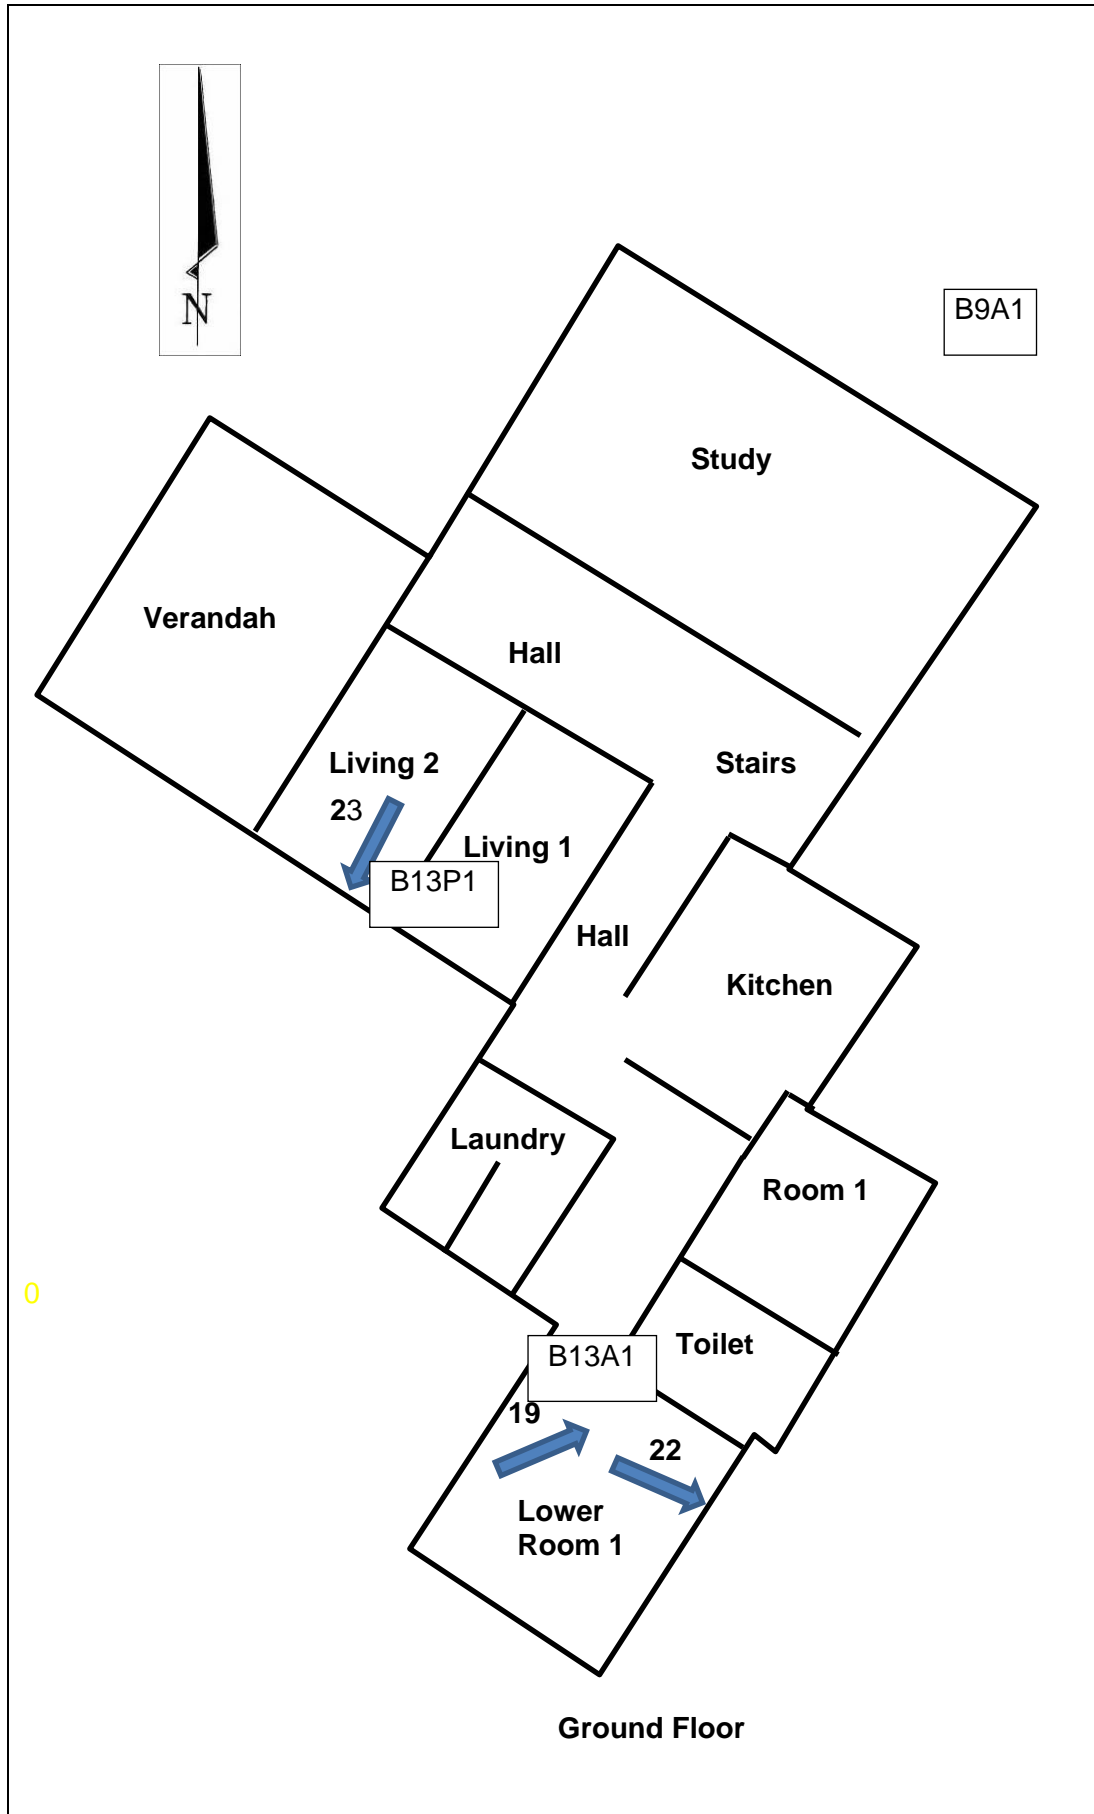 N
B9A1
Study
Verandah
Hall
Living 2
Stairs
23
Living 1
B13P1
Hall
Kitchen
Laundry
Room 1
0
Toilet
B13A1
19
22
Lower
Room 1
Ground Floor